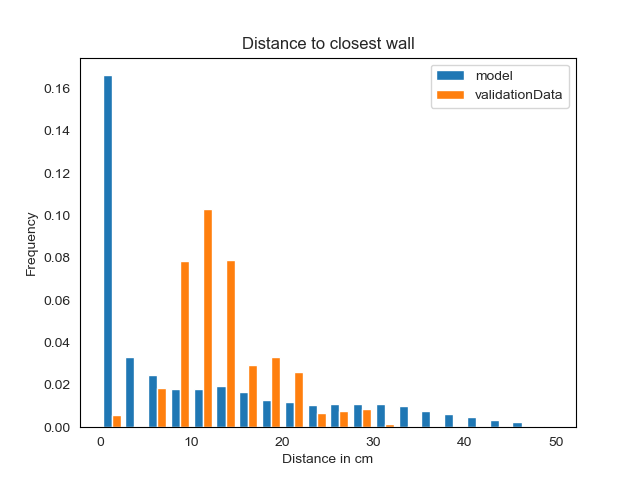 Distance to closest wall
model
validationData
0.16
0.14
0.12
0.10
0.08
0.06
0.04
0.02
0.00
Frequency
0 10 20 30 40 50
Distance in cm